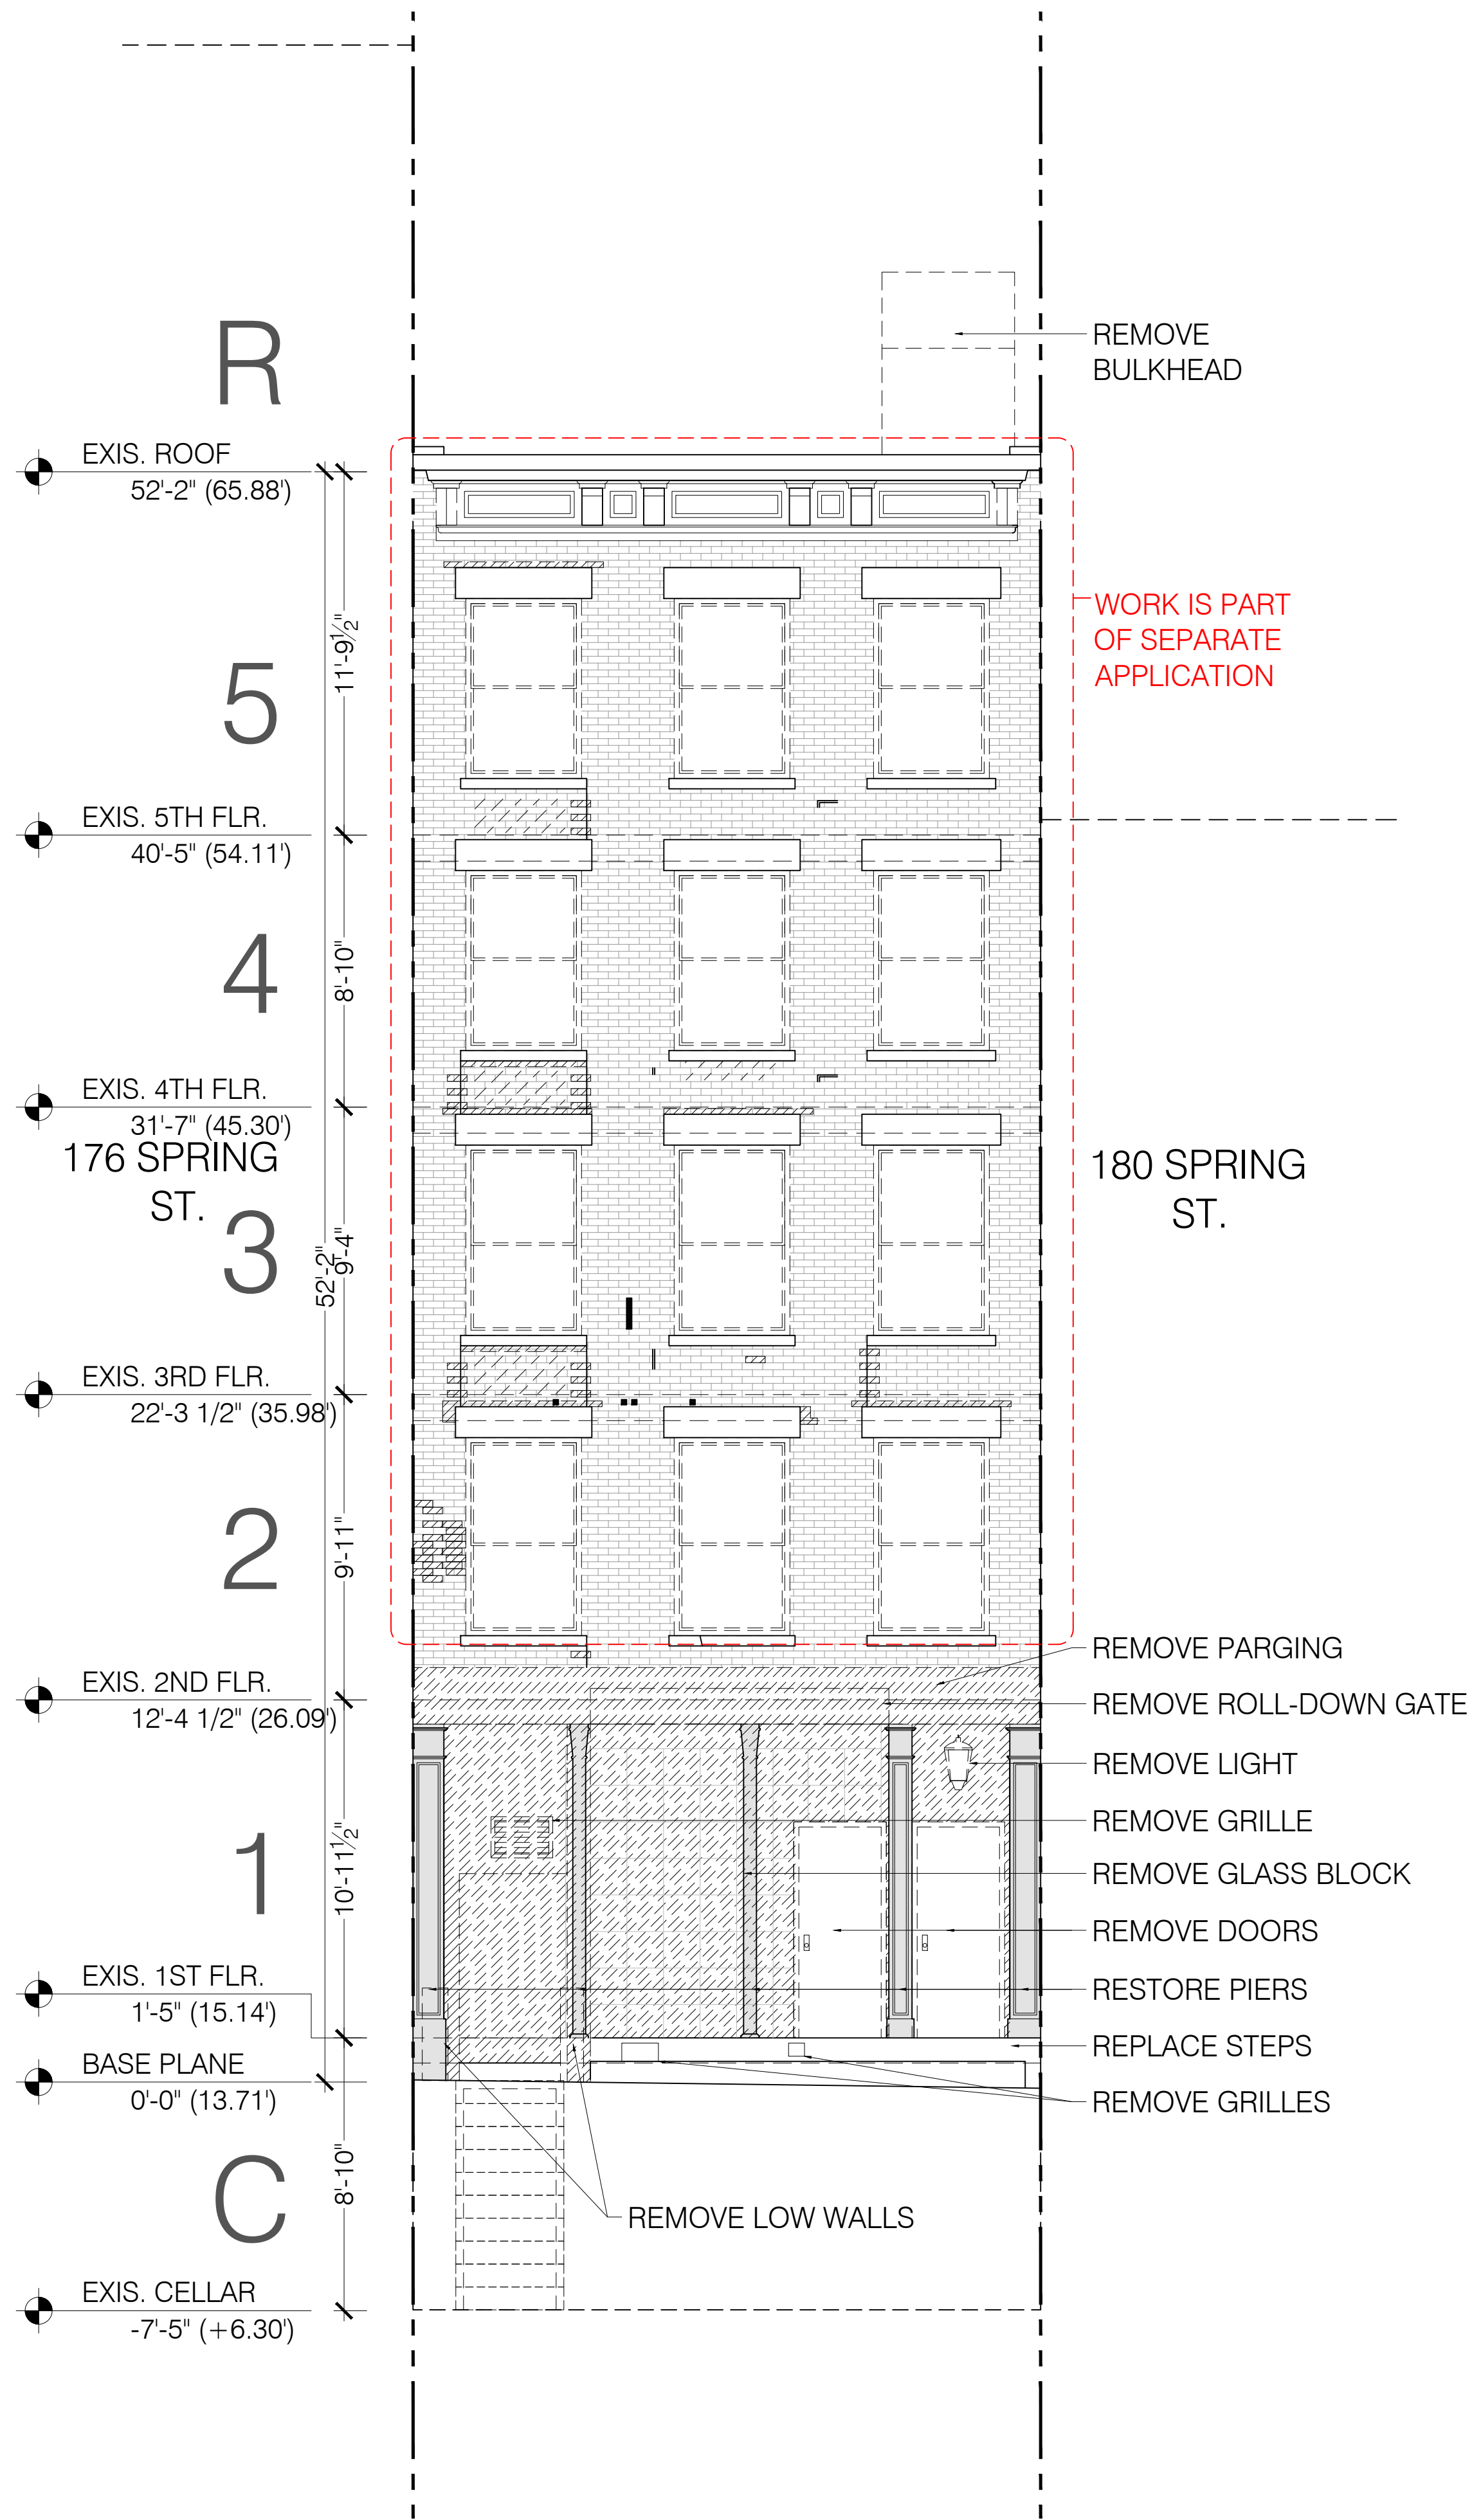 R
REMOVE
BULKHEAD
EXIS. ROOF
52'-2" (65.88')
11'-9½"
WORK IS PART
OF SEPARATE
APPLICATION
5
EXIS. 5TH FLR.
40'-5" (54.11')
4
8'-10"
EXIS. 4TH FLR.
31'-7" (45.30')
176 SPRING
ST.
180 SPRING
ST.
3
52'-2"
9'-4"
EXIS. 3RD FLR.
22'-3 1/2" (35.98')
2
9'-11"
REMOVE PARGING
EXIS. 2ND FLR.
12'-4 1/2" (26.09')
REMOVE ROLL-DOWN GATE
REMOVE LIGHT
REMOVE GRILLE
1
10'-11½"
REMOVE GLASS BLOCK
REMOVE DOORS
EXIS. 1ST FLR.
1'-5" (15.14')
RESTORE PIERS
REPLACE STEPS
BASE PLANE
0'-0" (13.71')
REMOVE GRILLES
C
8'-10"
REMOVE LOW WALLS
EXIS. CELLAR
-7'-5" (+6.30')